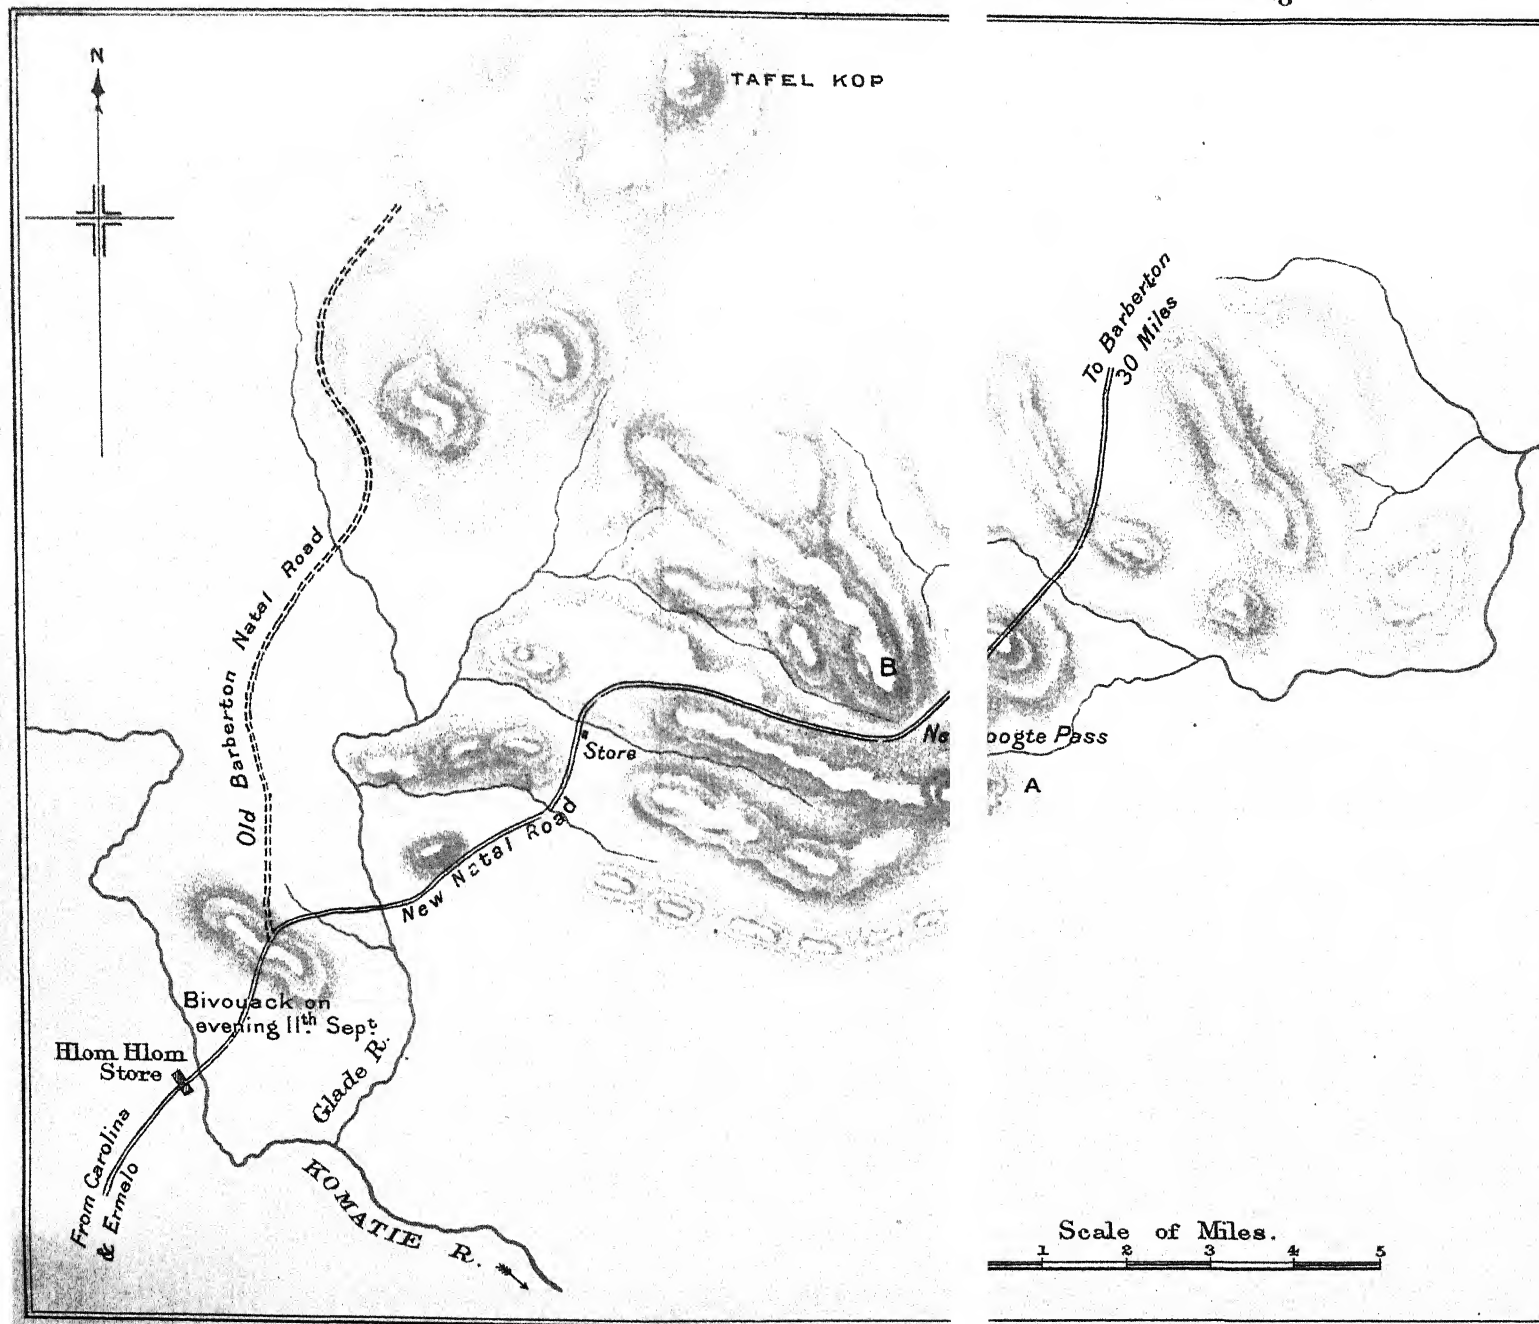 N
TAFEL KOP
To Barberton
30 Miles
Old Barberton Natal Road
B
Ne
oogte Pass
Store
A
New Natal Road
Bivouack on
evening 11th. Sept.
Hlom Hlom
Store
Glade R.
From Carolina
& Ermelo
KOMATIE R.
Scale of Miles.
1 2 3 4 5